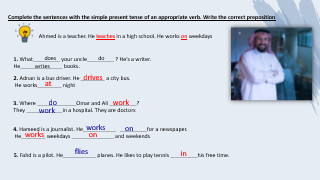 Complete the sentences with the simple present tense of an appropriate verb. Write the correct preposition
Ahmed is a teacher. He teaches in a high school. He works on weekdays
1. What does your uncle do ? He's a writer.
He writes books.
2. Adnan is a bus driver. He drives a city bus.
He works at night
3. Where do Omar and Ali work ?
They work in a hospital. They are doctors
4. Hameed is a journalist. He works on for a newspaper.
He works weekdays on and weekends
5. Fahd is a pilot. He flies planes. He likes to play tennis in his free time.